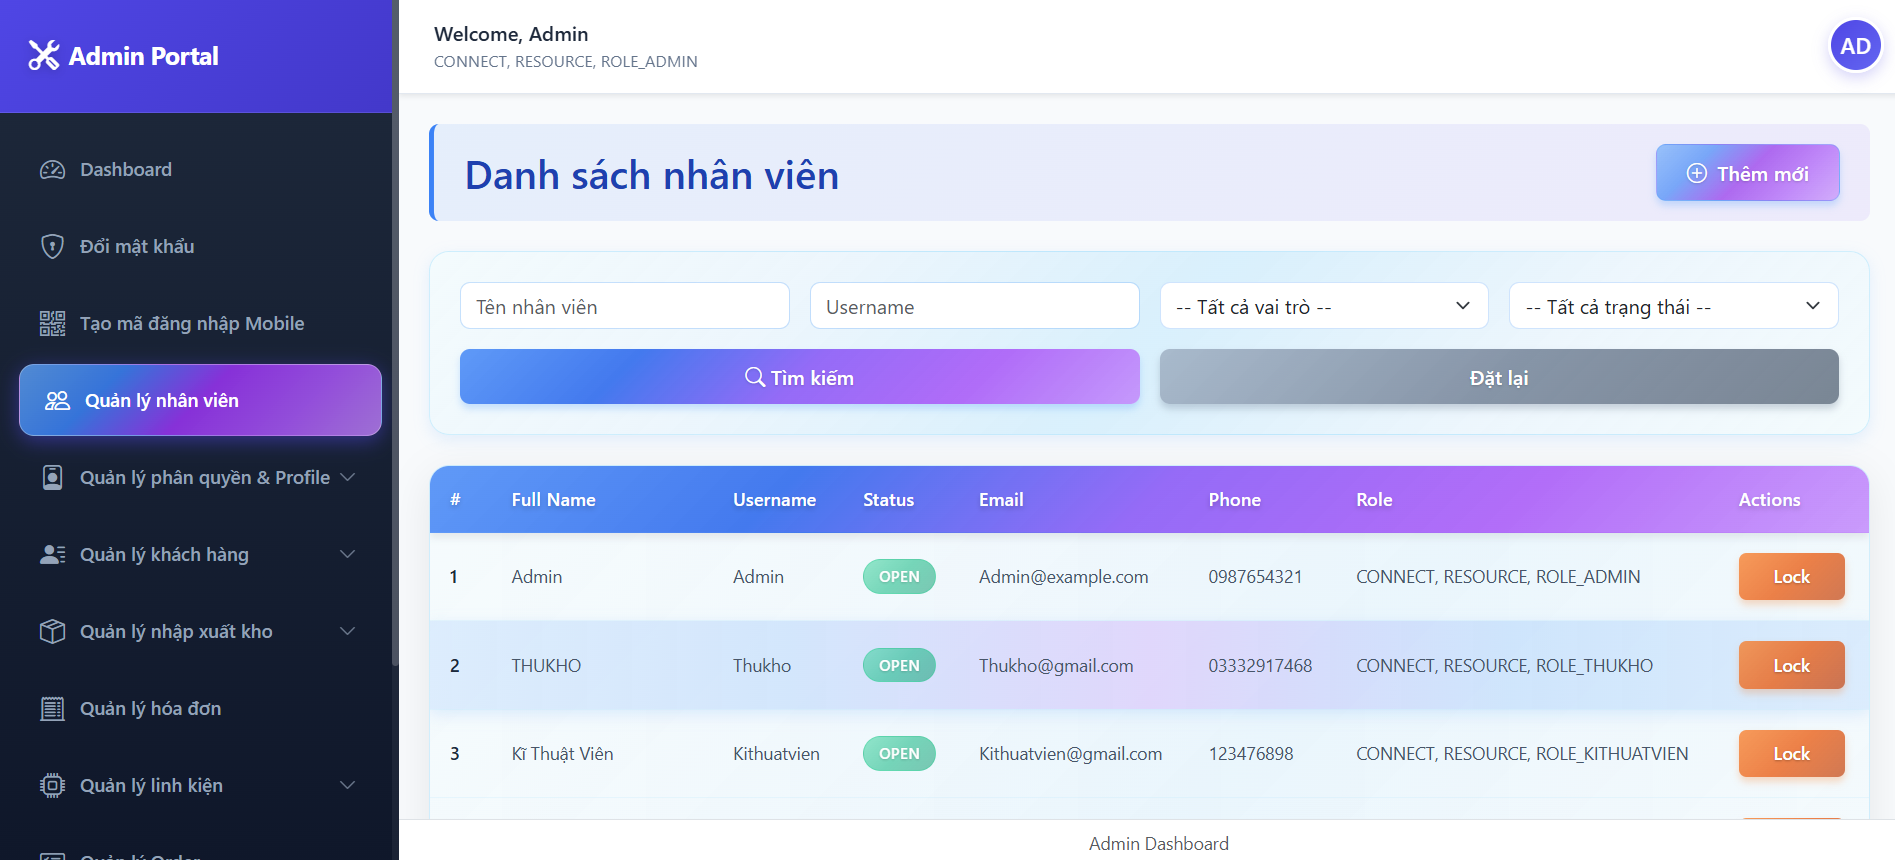 Admin Portal
Dashboard
Đổi mật khẩu
Tạo mã đăng nhập Mobile
Quản lý nhân viên
Quản lý phân quyền & Profile
Quản lý khách hàng
Quản lý nhập xuất kho
Quản lý hóa đơn
Quản lý linh kiện
Quản lý Order
Welcome, Admin
CONNECT, RESOURCE, ROLE_ADMIN
AD
Danh sách nhân viên
Thêm mới
Tên nhân viên Username -- Tất cả vai trò -- -- Tất cả trạng thái --
Tìm kiếm Đặt lại
# Full Name Username Status Email Phone Role Actions
1 Admin Admin OPEN Admin@example.com 0987654321 CONNECT, RESOURCE, ROLE_ADMIN Lock
2 THUKHO Thukho OPEN Thukho@gmail.com 03332917468 CONNECT, RESOURCE, ROLE_THUKHO Lock
3 Kĩ Thuật Viên Kithuatvien OPEN Kithuatvien@gmail.com 123476898 CONNECT, RESOURCE, ROLE_KITHUATVIEN Lock
Admin Dashboard